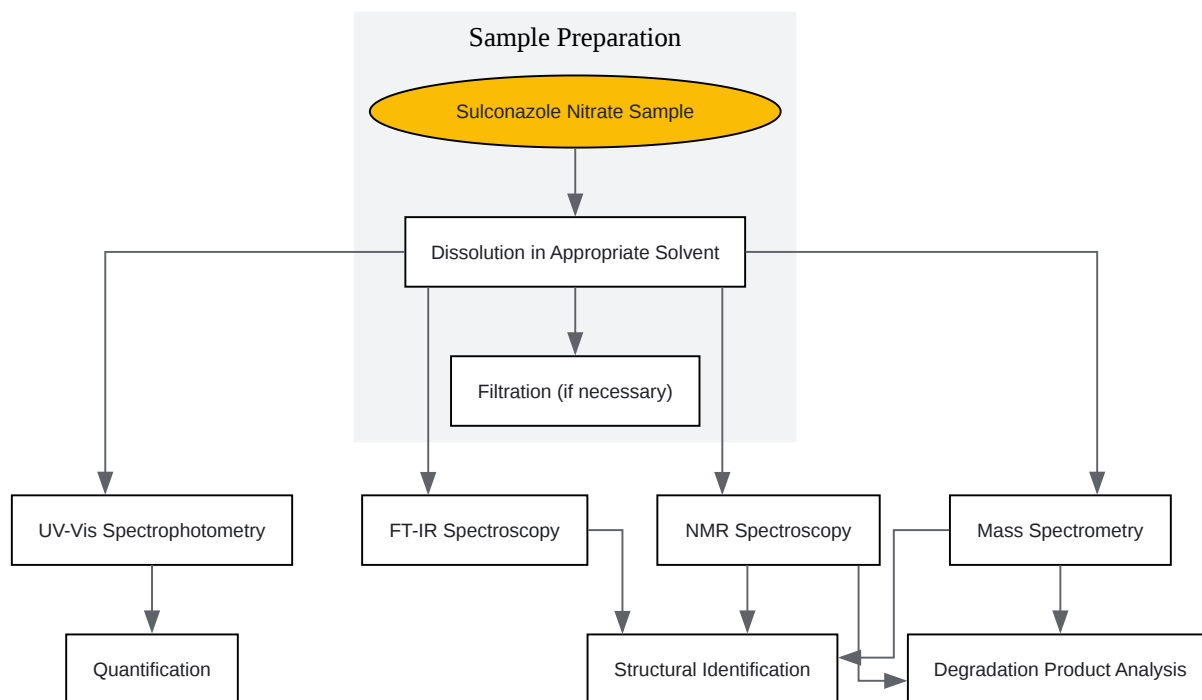 Sample Preparation
Sulconazole Nitrate Sample
Dissolution in Appropriate Solvent
Filtration (if necessary)
UV-Vis Spectrophotometry
FT-IR Spectroscopy
NMR Spectroscopy
Mass Spectrometry
Quantification
Structural Identification
Degradation Product Analysis